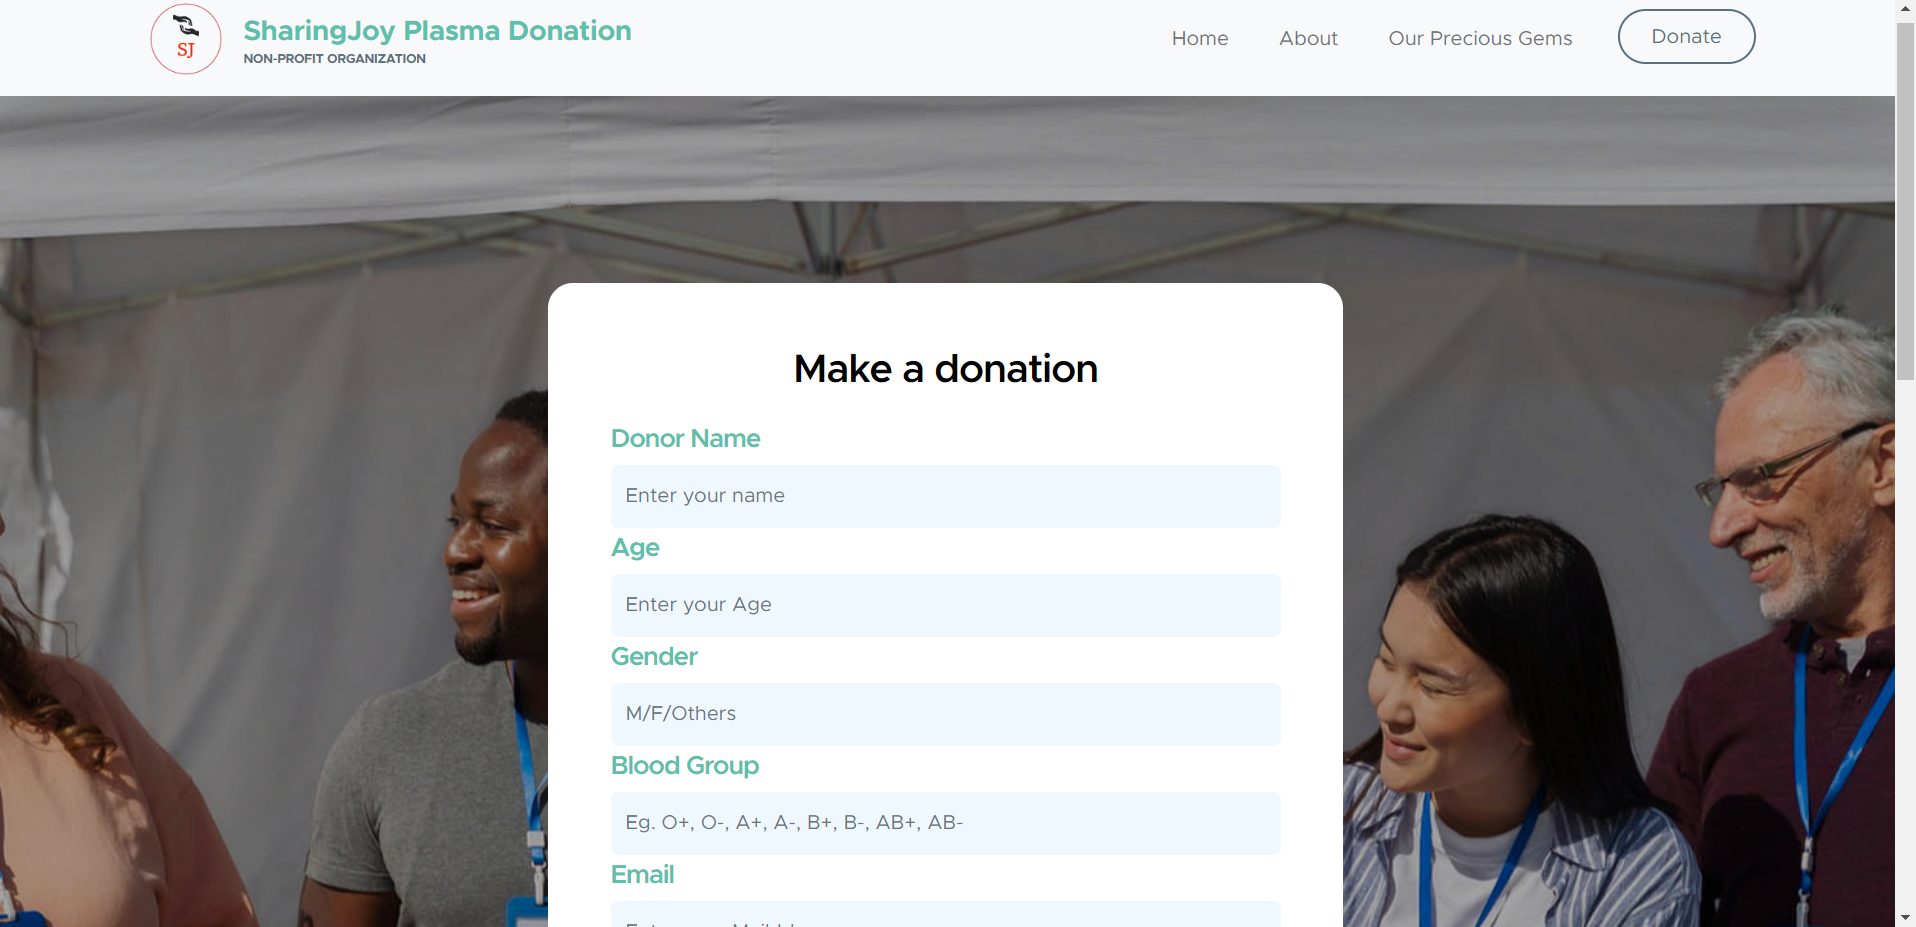 SJ
SharingJoy Plasma Donation
NON-PROFIT ORGANIZATION
Home
About
Our Precious Gems
Donate
Make a donation
Donor Name
Enter your name
Age
Enter your Age
Gender
M/F/Others
Blood Group
Eg. O+, O-, A+, A-, B+, B-, AB+, AB-
Email